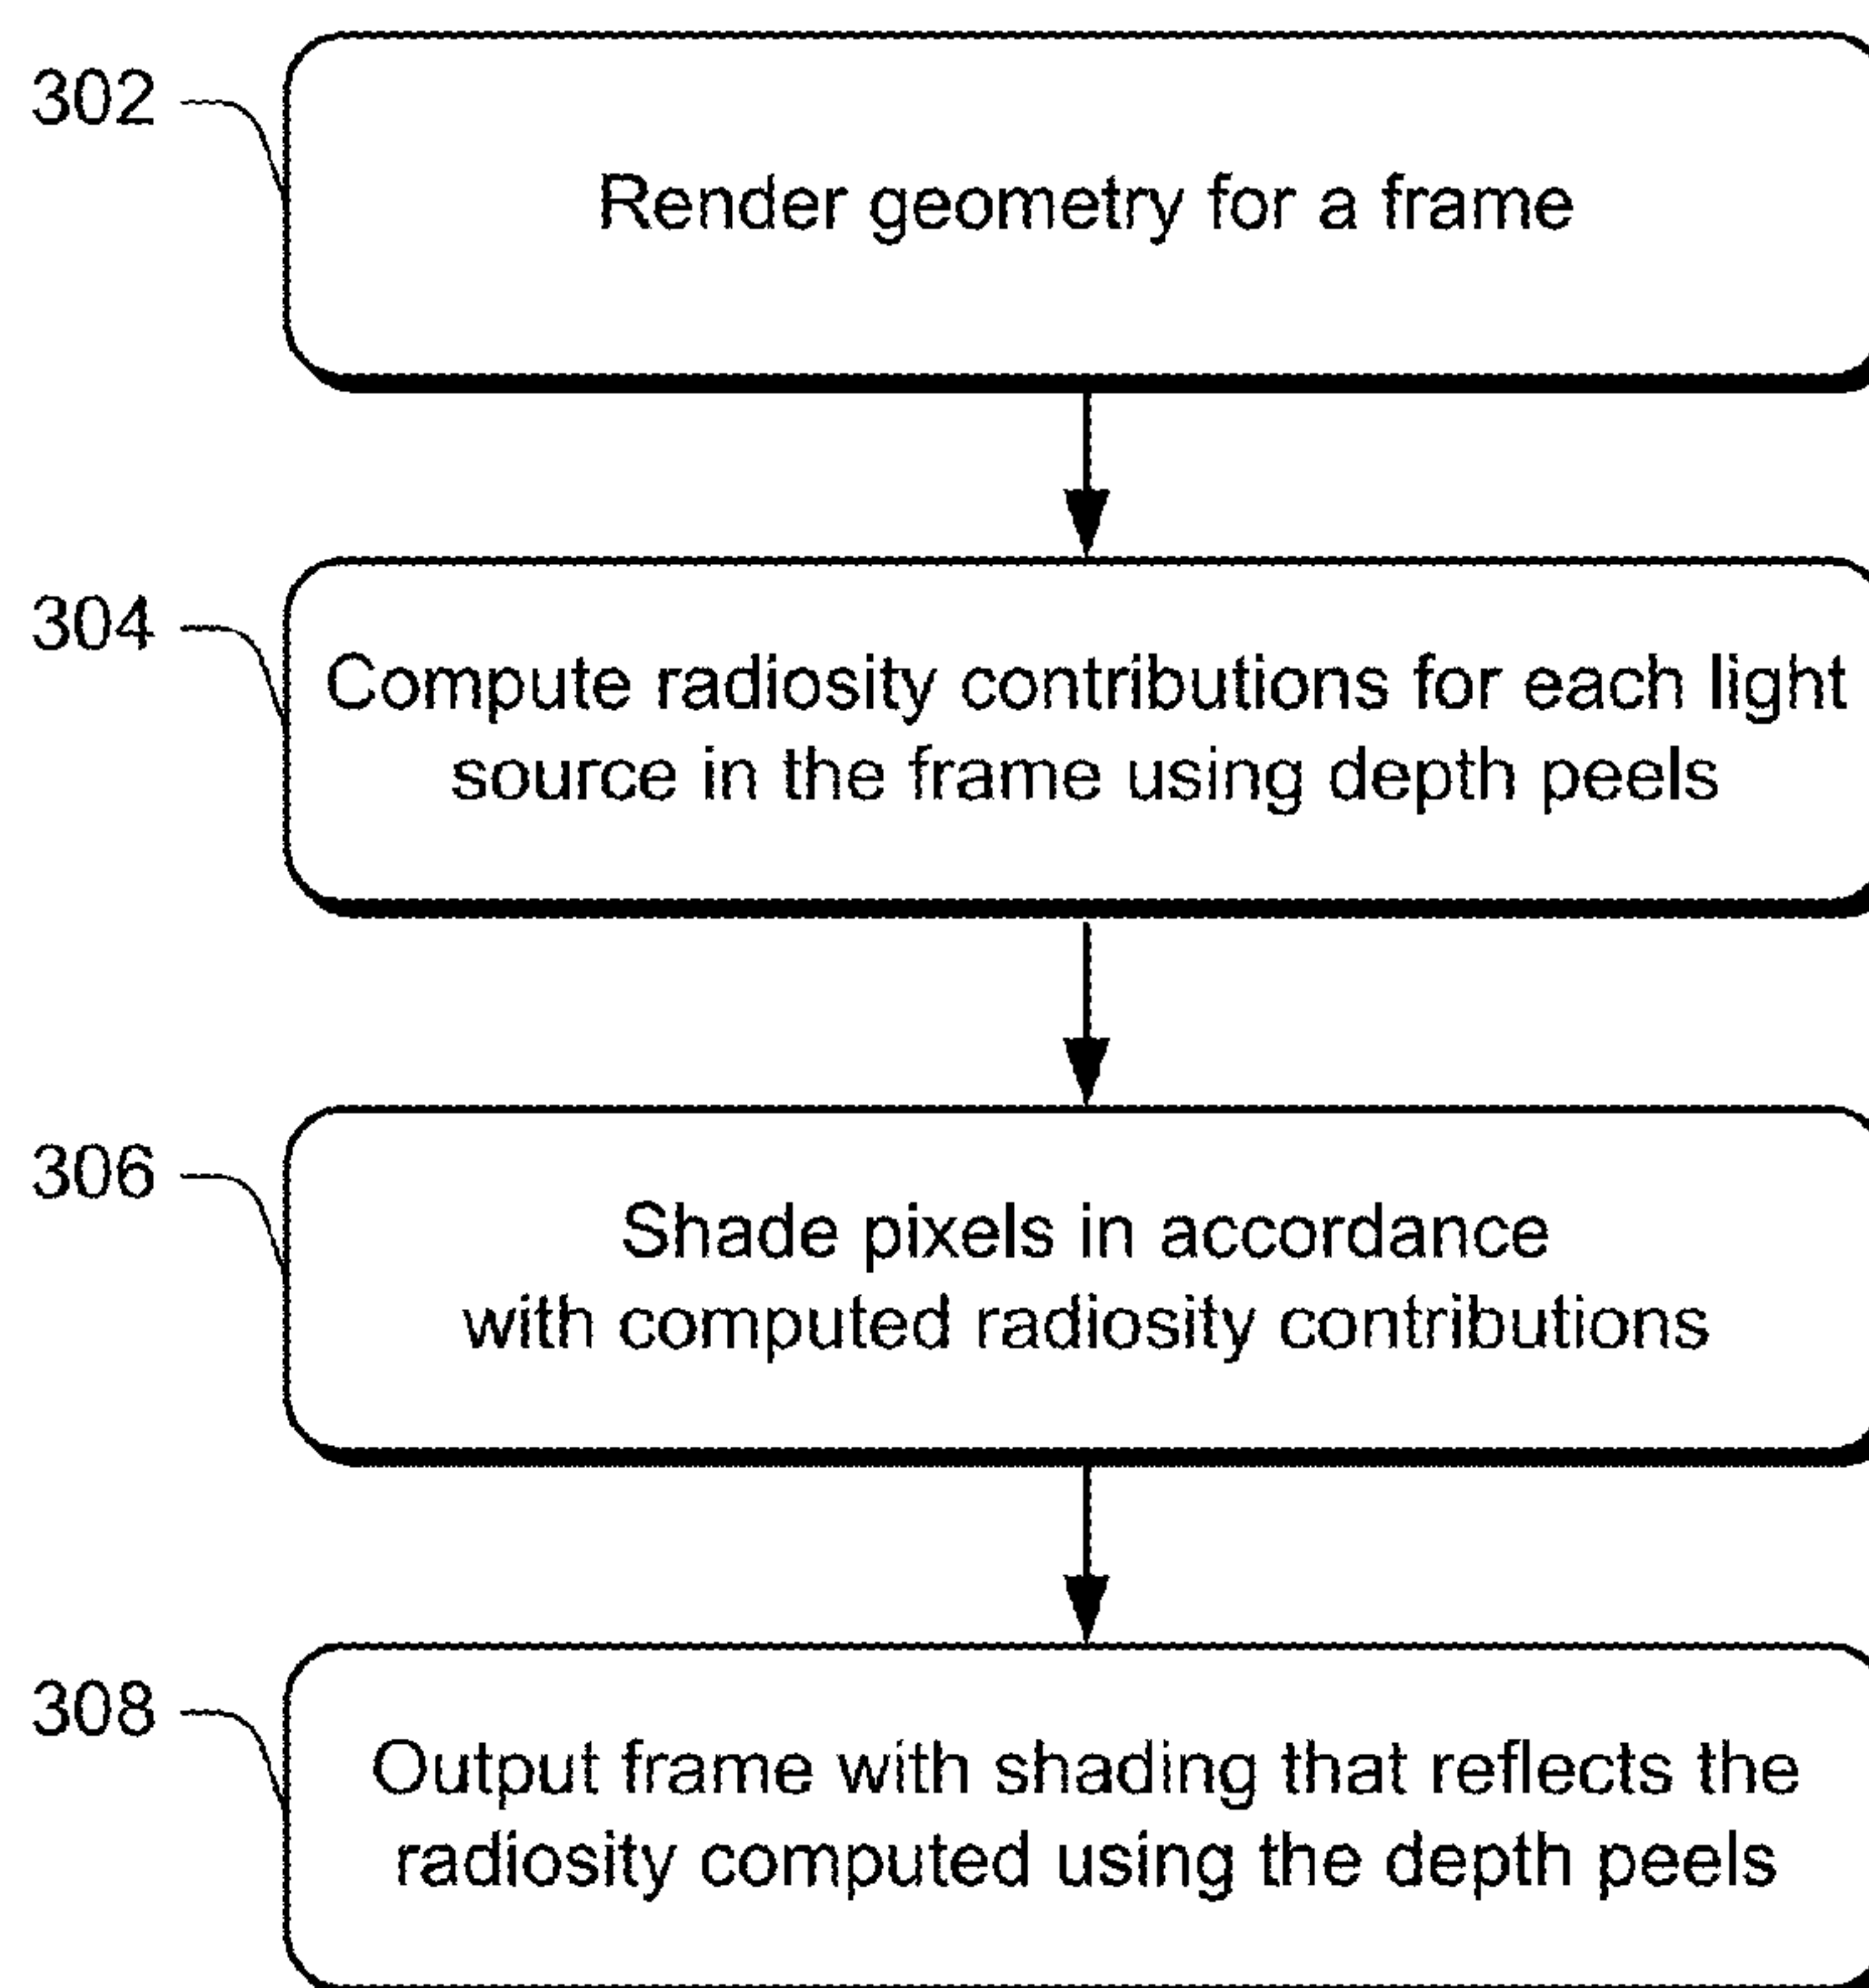 302
Render geometry for a frame
304
Compute radiosity contributions for each light
source in the frame using depth peels
306
Shade pixels in accordance
with computed radiosity contributions
308
Output frame with shading that reflects the
radiosity computed using the depth peels